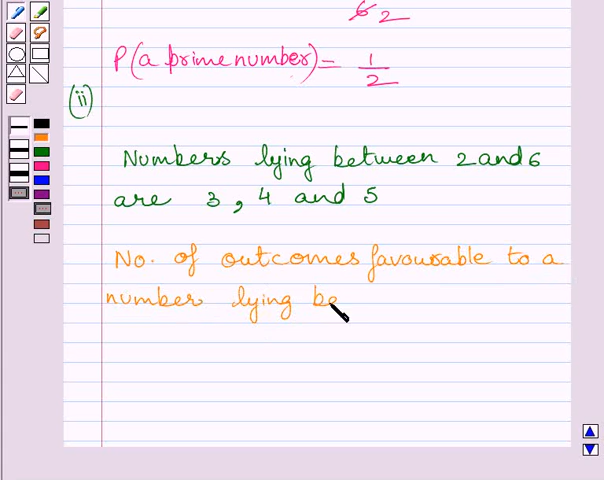 6 2
P(a prime number) = 1/2
(ii)
Numbers lying between 2 and 6
are 3, 4 and 5
No. of outcomes favourable to a
number lying be